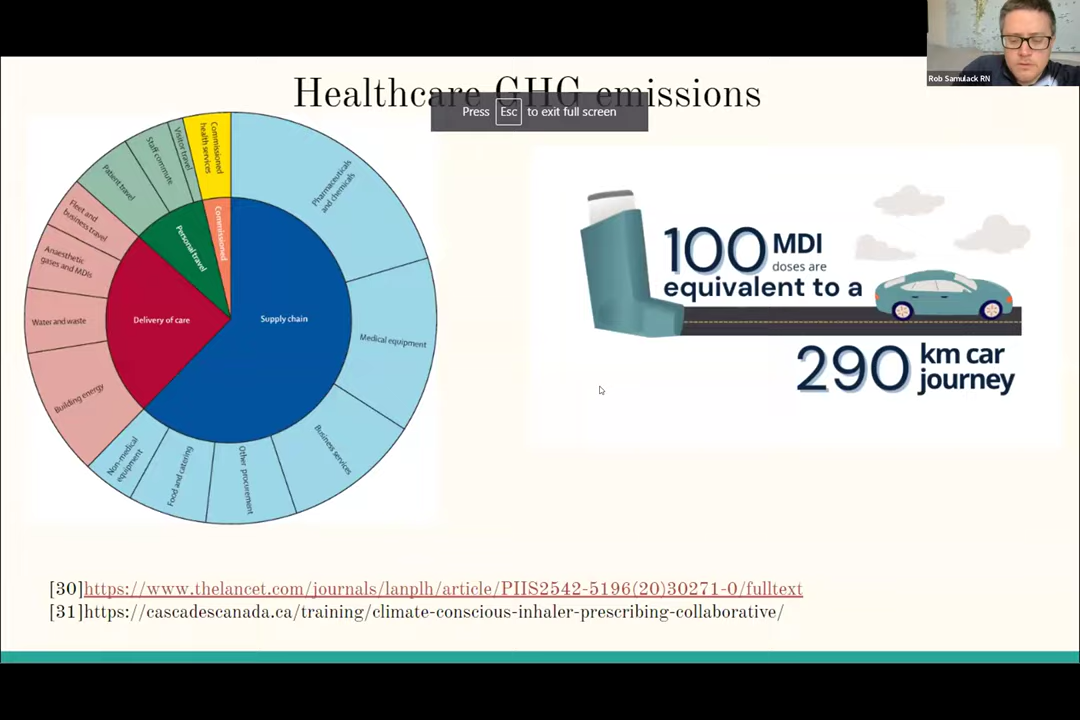 Rob Samulack RN
Healthcare GHG emissions
Press Esc to exit full screen
Commissioned
health services
Visitor travel
Staff commute
Patient travel
Fleet and
business travel
Anaesthetic
gases and MDIs
Water and waste
Building energy
Non-medical
equipment
Food and catering
Other procurement
Business services
Medical equipment
Pharmaceuticals
and chemicals
Commissioned
Personal travel
Delivery of care
Supply chain
100 MDI
doses are
equivalent to a
290 km car
journey
[30]https://www.thelancet.com/journals/lanplh/article/PIIS2542-5196(20)30271-0/fulltext
[31]https://cascadescanada.ca/training/climate-conscious-inhaler-prescribing-collaborative/